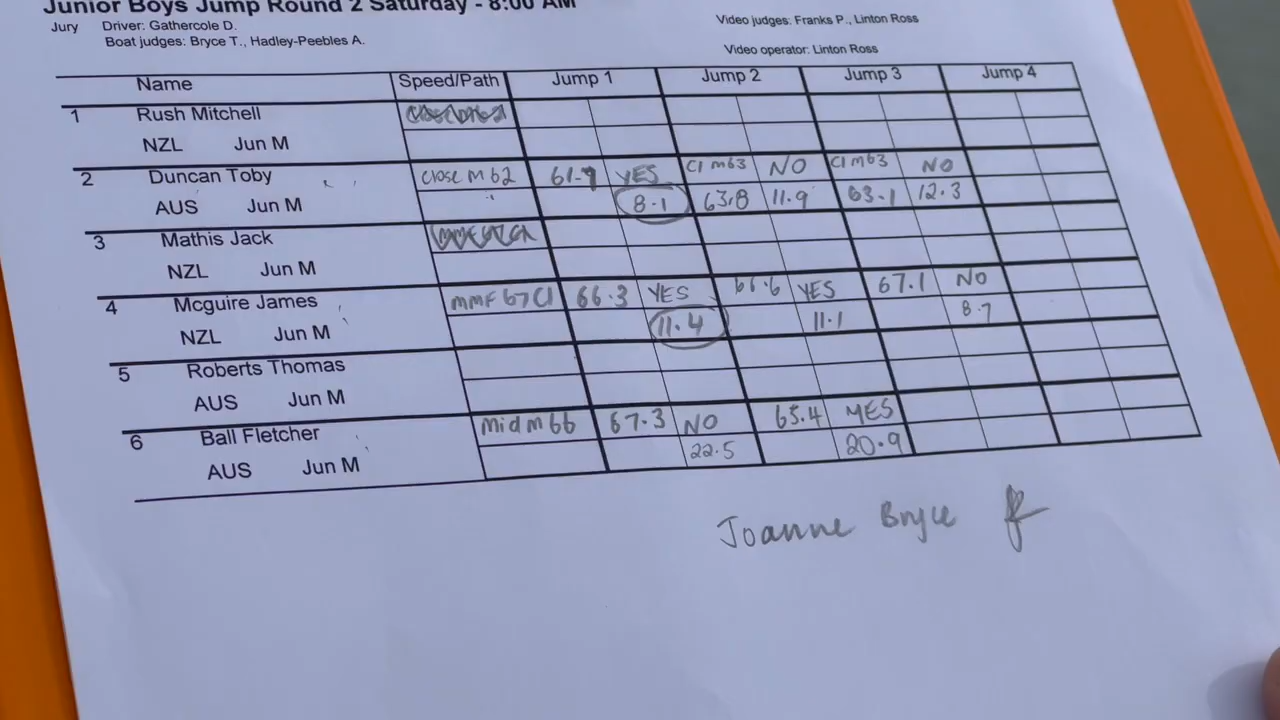 Junior Boys Jump Round 2 Saturday - 8:00 AM
Jury Driver: Gathercole D. Video judges: Franks P., Linton Ross
Boat judges: Bryce T., Hadley-Peebles A. Video operator: Linton Ross
Name Speed/Path Jump 1 Jump 2 Jump 3 Jump 4
1 Rush Mitchell
NZL Jun M
2 Duncan Toby close M 62 61.9 YES Cl m63 NO Cl m63 NO
AUS Jun M 8.1 63.8 11.9 63.1 12.3
3 Mathis Jack
NZL Jun M
4 Mcguire James MMF 67 Cl 66.3 YES 66.6 YES 67.1 NO
NZL Jun M 11.4 11.1 8.7
5 Roberts Thomas
AUS Jun M
6 Ball Fletcher mid m 66 67.3 NO 65.4 YES
AUS Jun M 22.5 20.9
Joanne Bryce